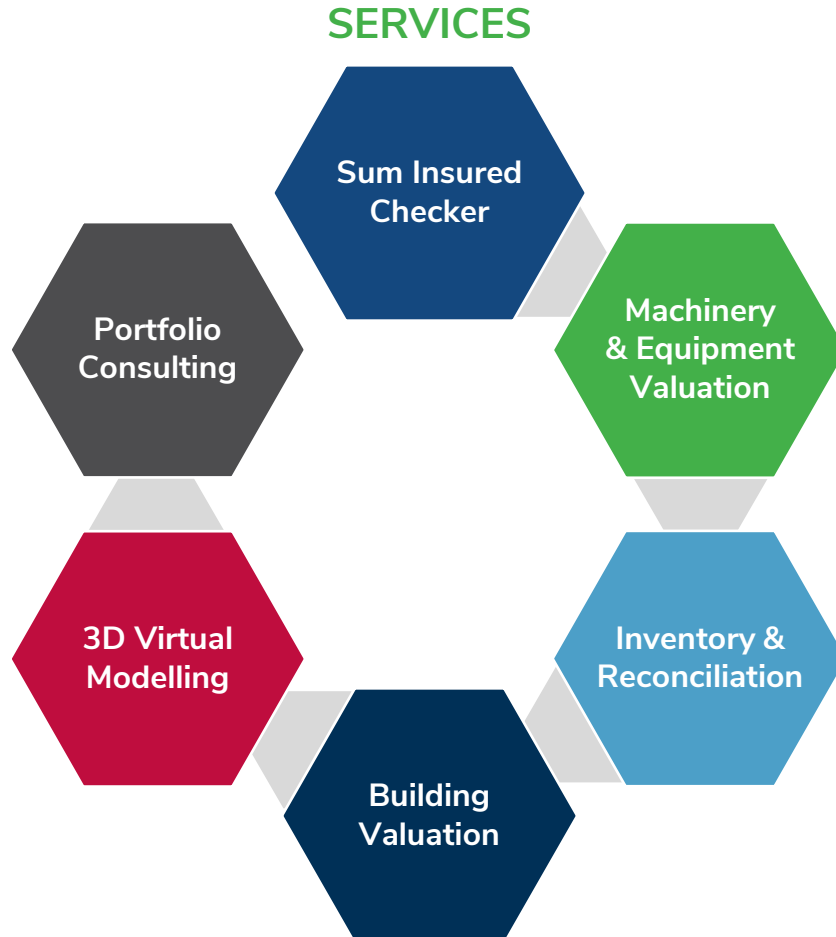 SERVICES
Sum Insured
Checker
Machinery
& Equipment
Valuation
Inventory &
Reconciliation
Building
Valuation
3D Virtual
Modelling
Portfolio
Consulting